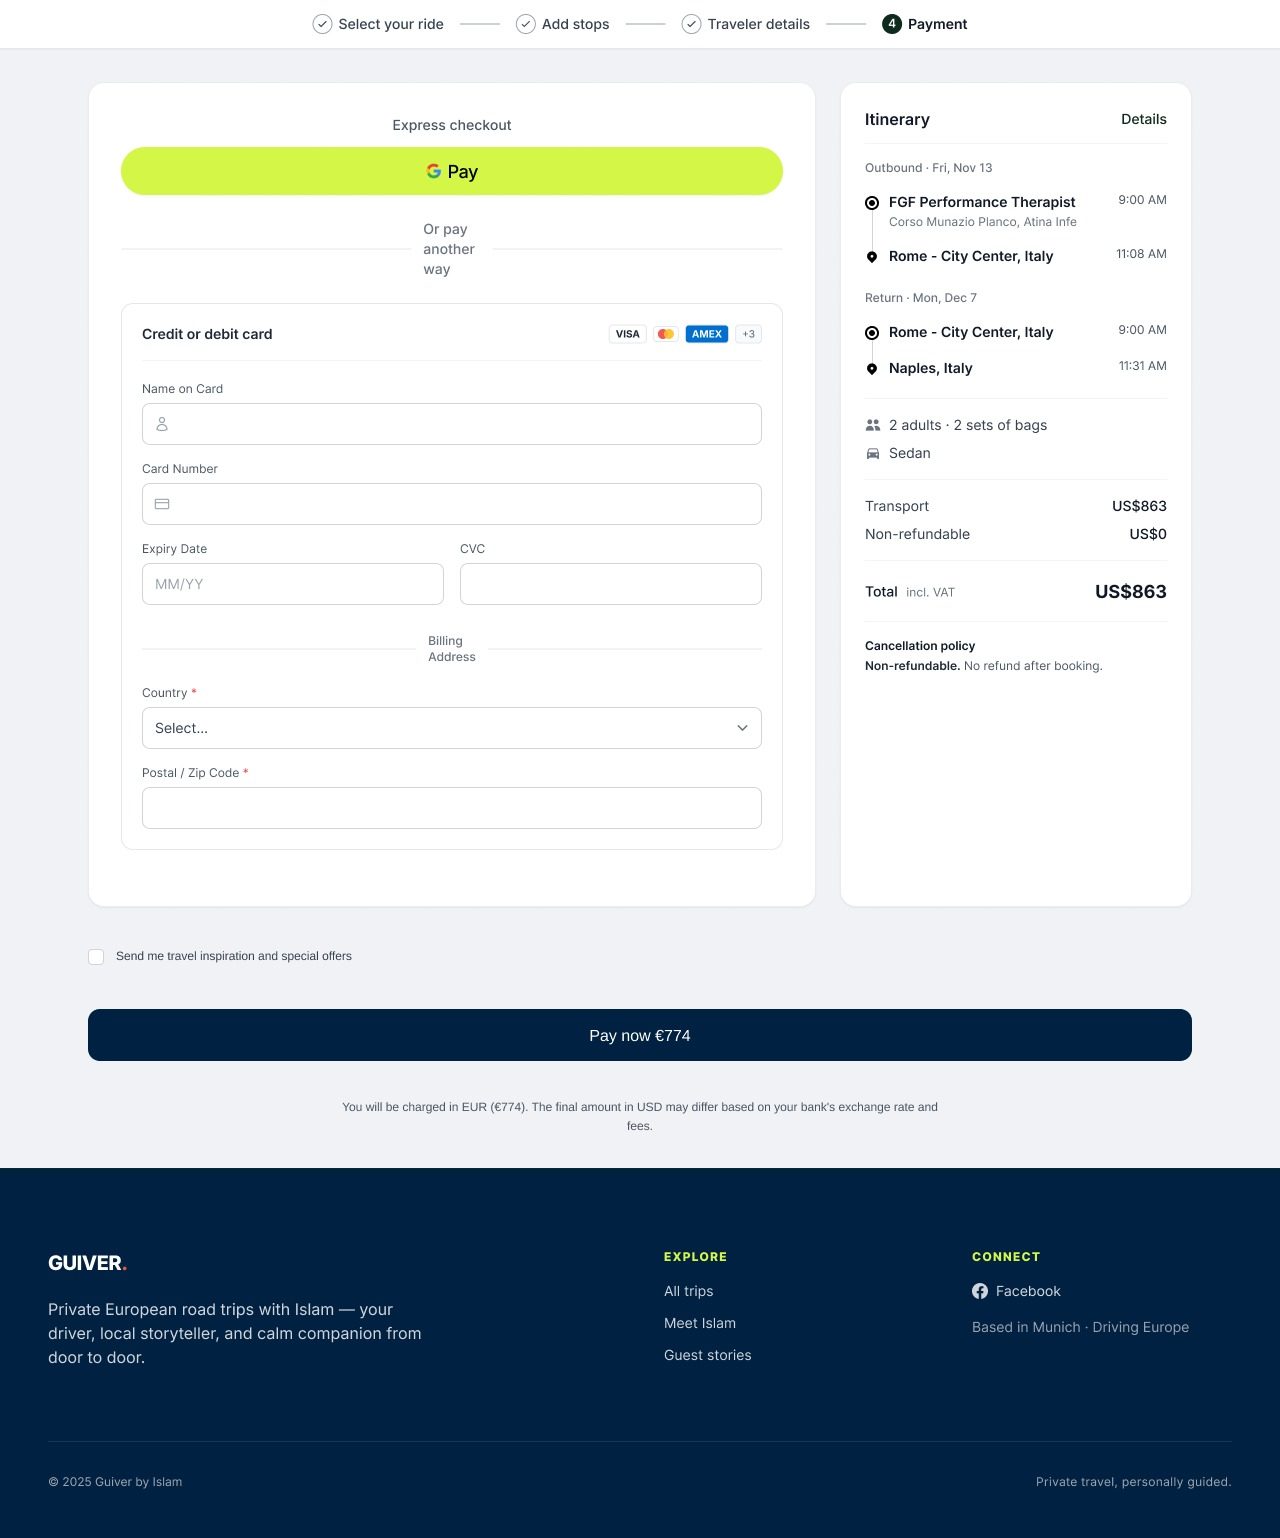 Select your ride
Add stops
Traveler details
4 Payment
Express checkout
G Pay
Or pay
another
way
Credit or debit card
VISA
AMEX
+3
Name on Card
Card Number
Expiry Date
CVC
MM/YY
Billing
Address
Country *
Select...
Postal / Zip Code *
Itinerary
Details
Outbound · Fri, Nov 13
FGF Performance Therapist
9:00 AM
Corso Munazio Planco, Atina Infe
Rome - City Center, Italy
11:08 AM
Return · Mon, Dec 7
Rome - City Center, Italy
9:00 AM
Naples, Italy
11:31 AM
2 adults · 2 sets of bags
Sedan
Transport
US$863
Non-refundable
US$0
Total incl. VAT
US$863
Cancellation policy
Non-refundable. No refund after booking.
Send me travel inspiration and special offers
Pay now €774
You will be charged in EUR (€774). The final amount in USD may differ based on your bank's exchange rate and
fees.
GUIVER.
Private European road trips with Islam — your
driver, local storyteller, and calm companion from
door to door.
EXPLORE
All trips
Meet Islam
Guest stories
CONNECT
Facebook
Based in Munich · Driving Europe
© 2025 Guiver by Islam
Private travel, personally guided.